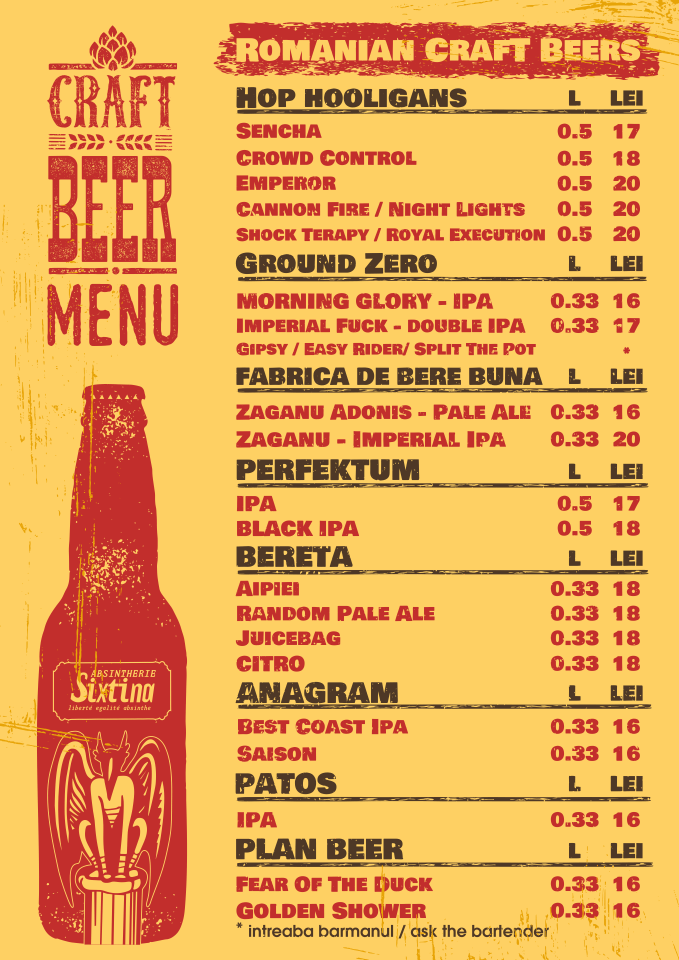 CRAFT
BEER
MENU
ABSINTHERIE
Sixtina
liberté egalité absinthe
ROMANIAN CRAFT BEERS
HOP HOOLIGANS L LEI
SENCHA 0.5 17
CROWD CONTROL 0.5 18
EMPEROR 0.5 20
CANNON FIRE / NIGHT LIGHTS 0.5 20
SHOCK TERAPY / ROYAL EXECUTION 0.5 20
GROUND ZERO L LEI
MORNING GLORY - IPA 0.33 16
IMPERIAL FUCK - DOUBLE IPA 0.33 17
GIPSY / EASY RIDER/ SPLIT THE POT *
FABRICA DE BERE BUNA L LEI
ZAGANU ADONIS - PALE ALE 0.33 16
ZAGANU - IMPERIAL IPA 0.33 20
PERFEKTUM L LEI
IPA 0.5 17
BLACK IPA 0.5 18
BERETA L LEI
AIPIEI 0.33 18
RANDOM PALE ALE 0.33 18
JUICEBAG 0.33 18
CITRO 0.33 18
ANAGRAM L LEI
BEST COAST IPA 0.33 16
SAISON 0.33 16
PATOS L LEI
IPA 0.33 16
PLAN BEER L LEI
FEAR OF THE DUCK 0.33 16
GOLDEN SHOWER 0.33 16
* intreaba barmanul / ask the bartender